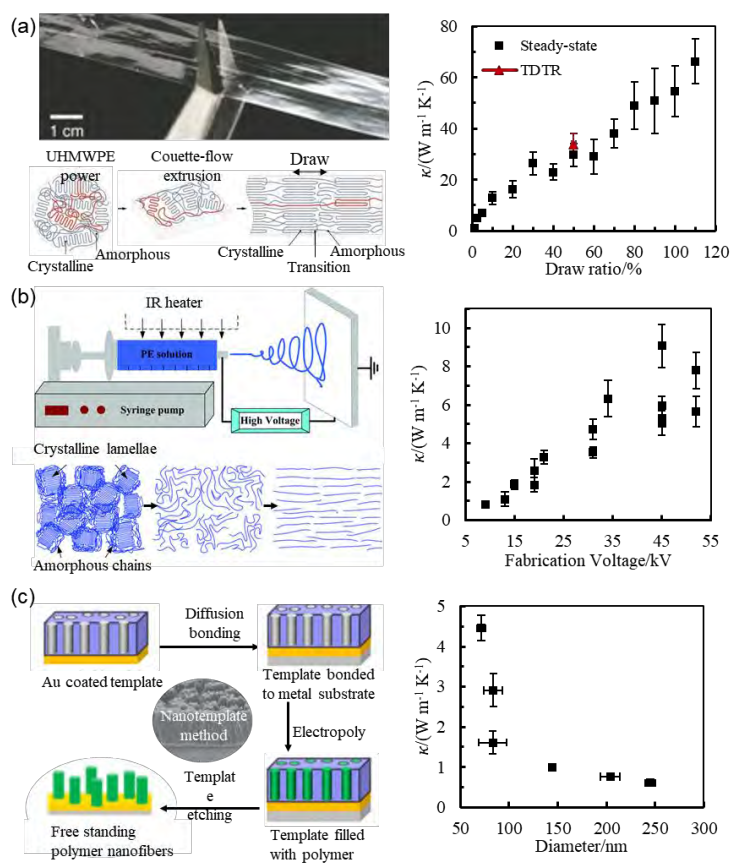 (a)
1 cm
UHMWPE
power
Couette-flow
extrusion
Draw
Crystalline
Amorphous
Crystalline
Transition
Amorphous
80
60
40
20
0
κ/(W m-1 K-1)
Steady-state
TDTR
0 20 40 60 80 100 120
Draw ratio/%
(b)
IR heater
PE solution
Syringe pump
High Voltage
Crystalline lamellae
Amorphous chains
10
8
6
4
2
0
κ/(W m-1 K-1)
5 15 25 35 45 55
Fabrication Voltage/kV
(c)
Diffusion
bonding
Au coated template
Template bonded
to metal substrate
Nanotemplate
method
Electropoly
Templat
e
etching
Free standing
polymer nanofibers
Template filled
with polymer
5
4
3
2
1
0
κ/(W m-1 K-1)
50 100 150 200 250 300
Diameter/nm